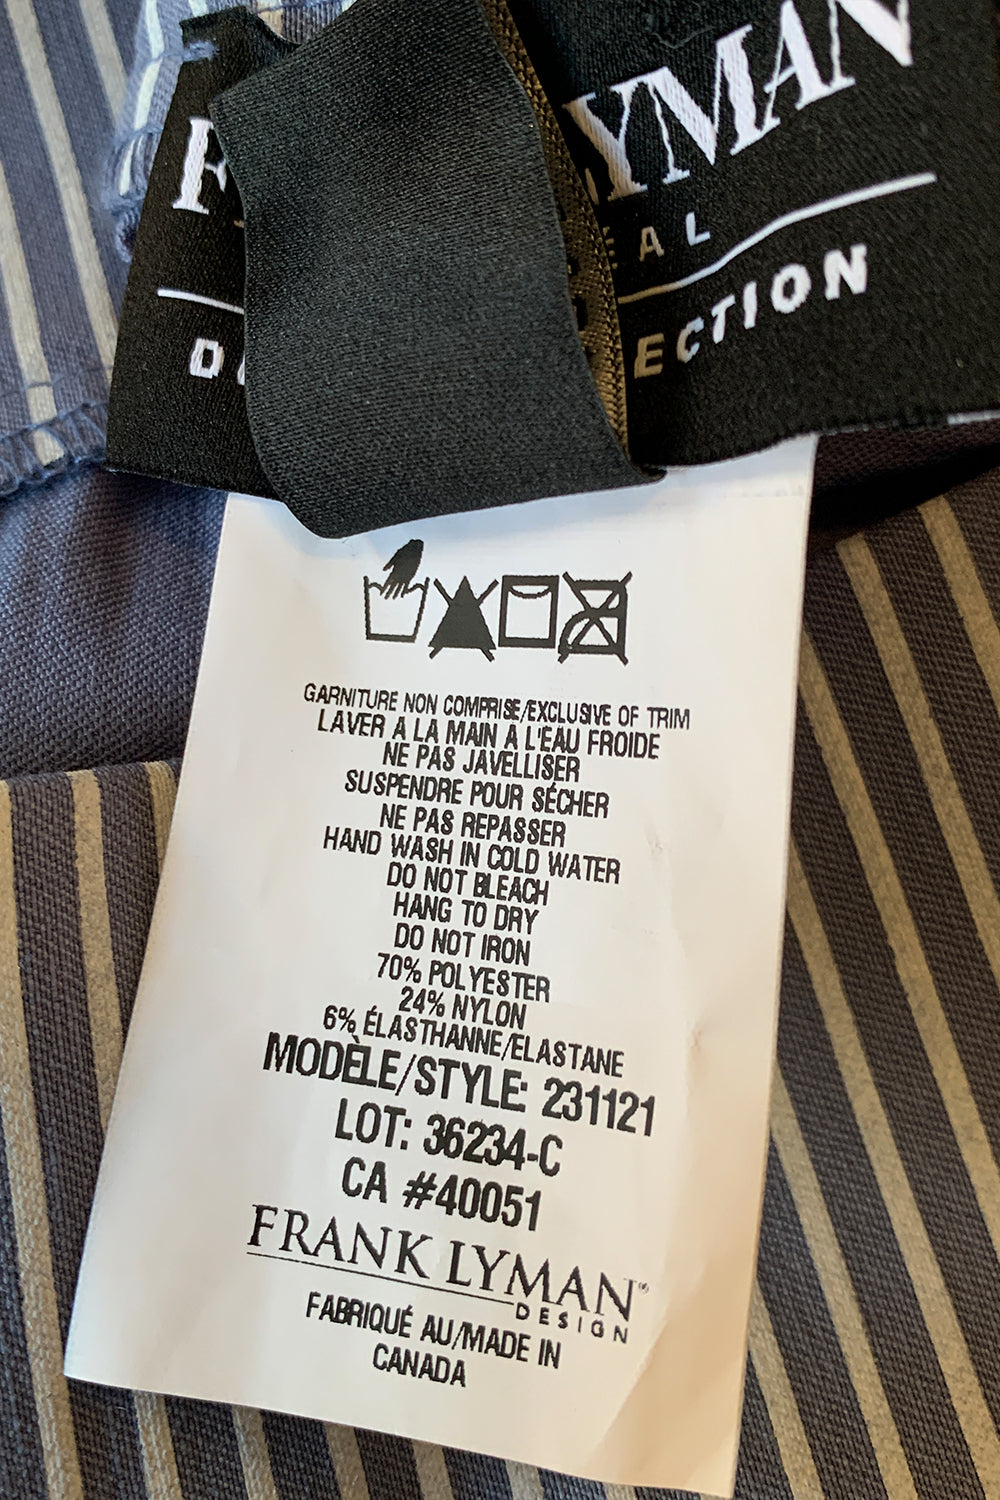 LYMAN
ECTION
GARNITURE NON COMPRISE/EXCLUSIVE OF TRIM
LAVER A LA MAIN A L'EAU FROIDE
NE PAS JAVELLISER
SUSPENDRE POUR SÉCHER
NE PAS REPASSER
HAND WASH IN COLD WATER
DO NOT BLEACH
HANG TO DRY
DO NOT IRON
70% POLYESTER
24% NYLON
6% ÉLASTHANNE/ELASTANE
MODÈLE/STYLE: 231121
LOT: 36234-C
CA #40051
FRANK LYMAN®
DESIGN
FABRIQUÉ AU/MADE IN
CANADA